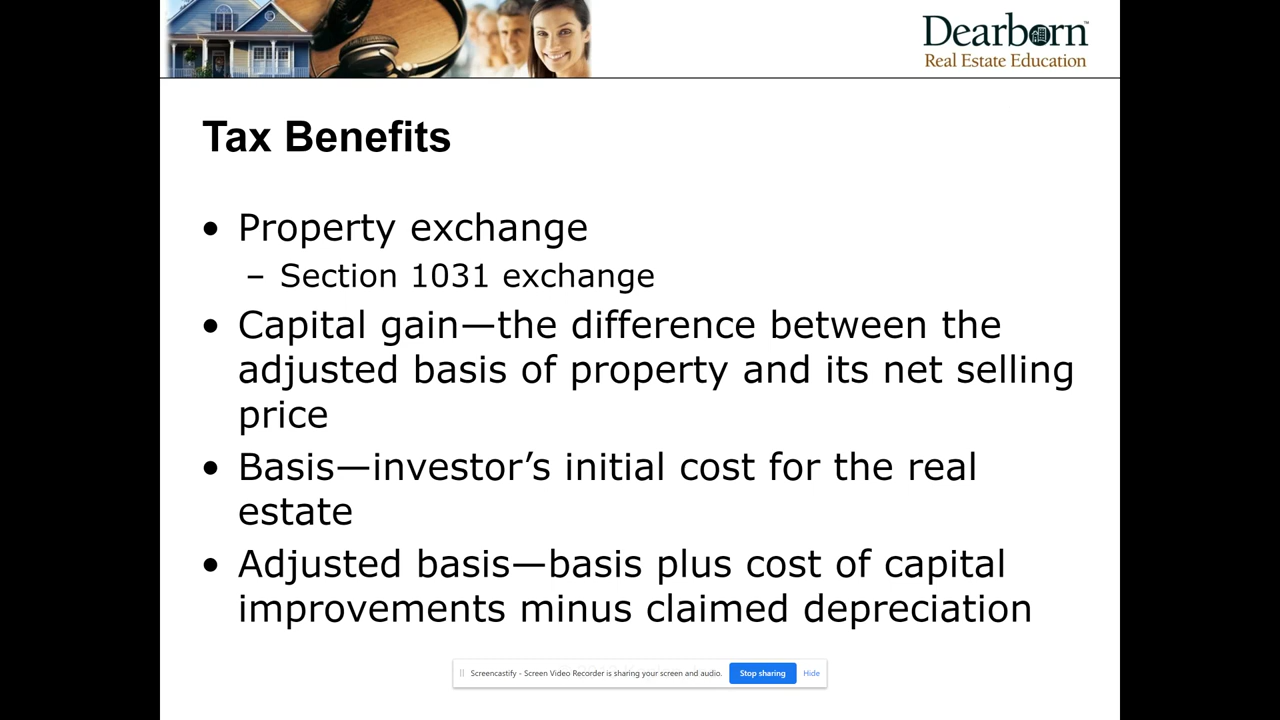 Dearborn™
Real Estate Education
Tax Benefits
• Property exchange
– Section 1031 exchange
• Capital gain—the difference between the
adjusted basis of property and its net selling
price
• Basis—investor’s initial cost for the real
estate
• Adjusted basis—basis plus cost of capital
improvements minus claimed depreciation
Screencastify - Screen Video Recorder is sharing your screen and audio. Stop sharing Hide